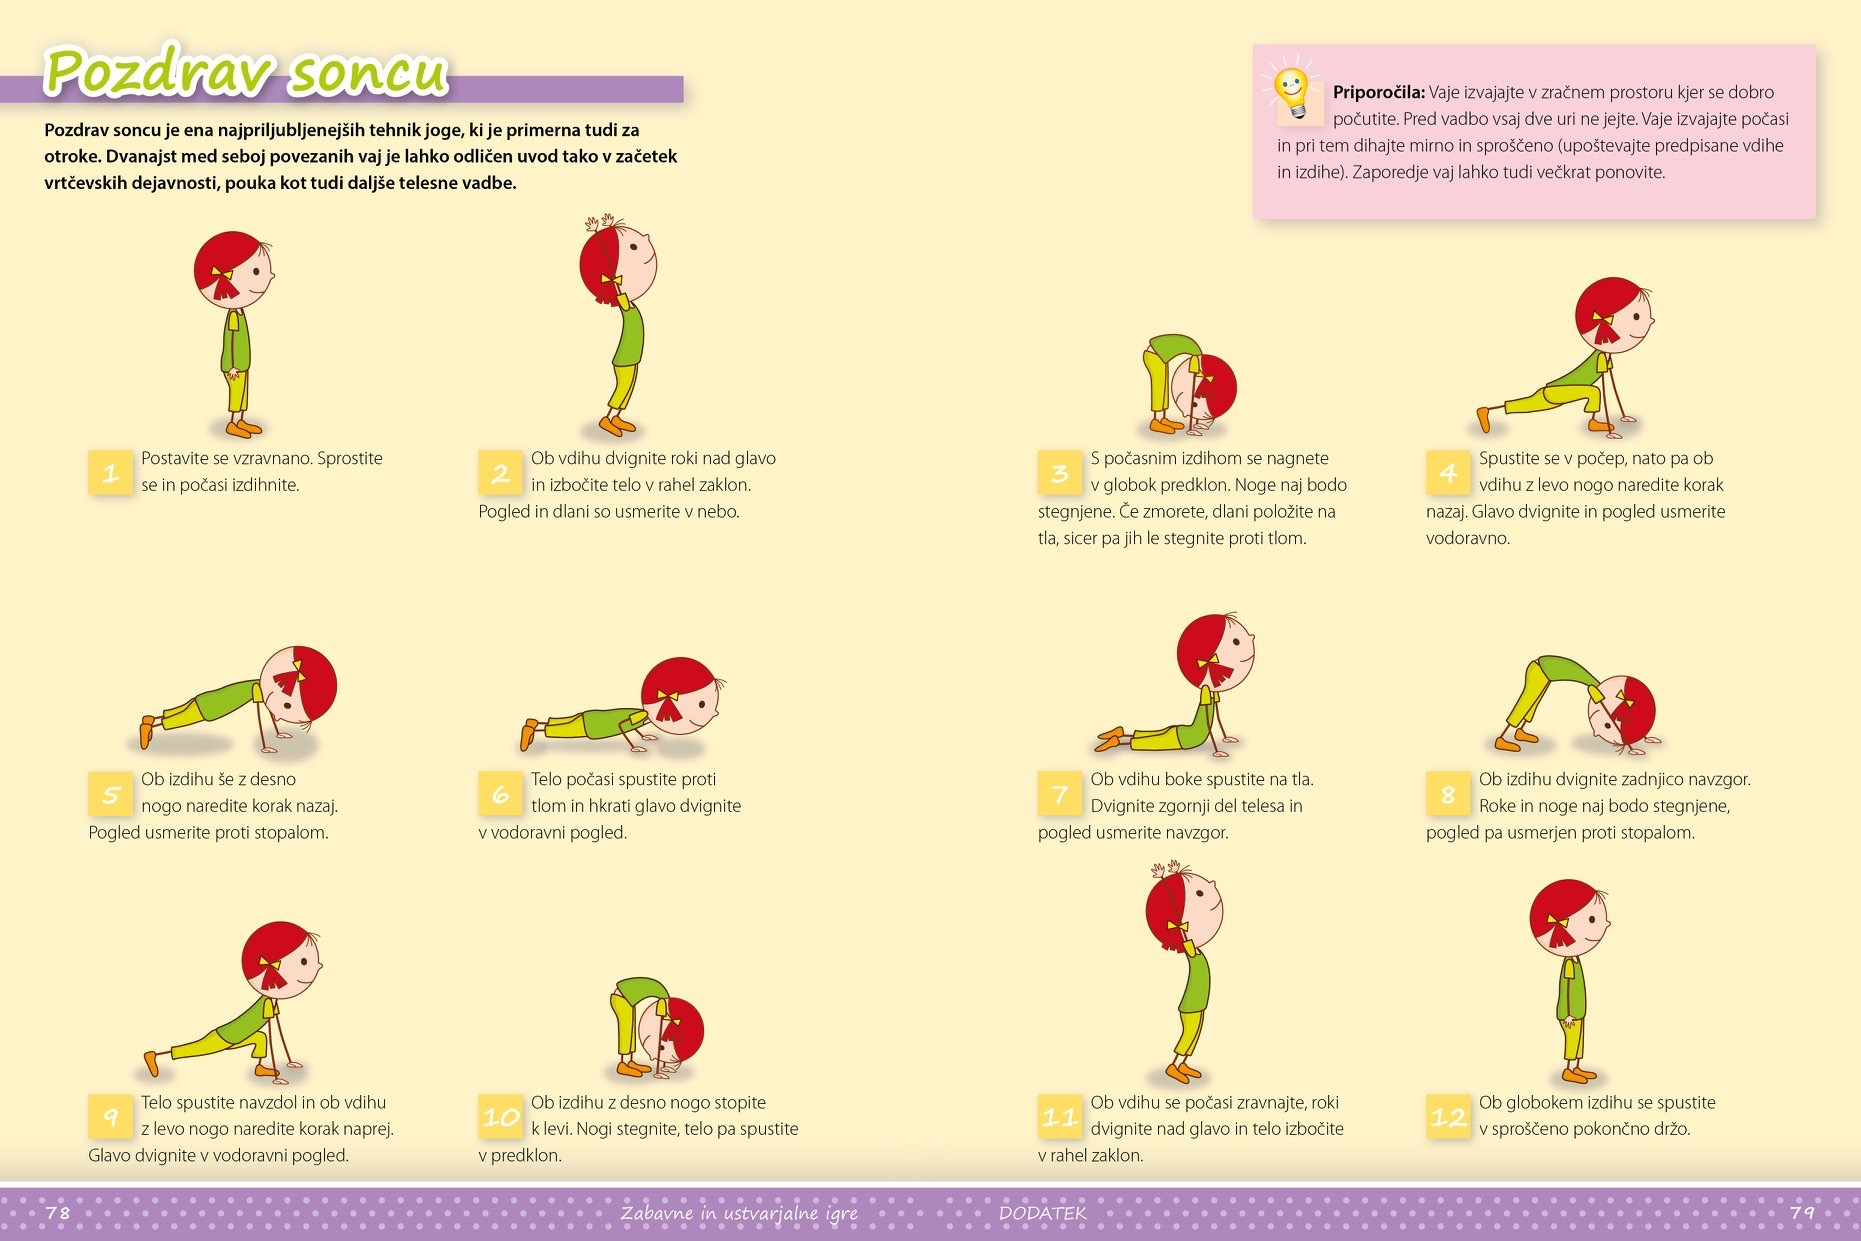 Pozdrav soncu
Pozdrav soncu je ena najpriljubljenejših tehnik joge, ki je primerna tudi za
otroke. Dvanajst med seboj povezanih vaj je lahko odličen uvod tako v začetek
vrtčevskih dejavnosti, pouka kot tudi daljše telesne vadbe.
Priporočila: Vaje izvajajte v zračnem prostoru kjer se dobro
počutite. Pred vadbo vsaj dve uri ne jejte. Vaje izvajajte počasi
in pri tem dihajte mirno in sproščeno (upoštevajte predpisane vdihe
in izdihe). Zaporedje vaj lahko tudi večkrat ponovite.
1
Postavite se vzravnano. Sprostite
se in počasi izdihnite.
2
Ob vdihu dvignite roki nad glavo
in izbočite telo v rahel zaklon.
Pogled in dlani so usmerite v nebo.
3
S počasnim izdihom se nagnete
v globok predklon. Noge naj bodo
stegnjene. Če zmorete, dlani položite na
tla, sicer pa jih le stegnite proti tlom.
4
Spustite se v počep, nato pa ob
vdihu z levo nogo naredite korak
nazaj. Glavo dvignite in pogled usmerite
vodoravno.
5
Ob izdihu še z desno
nogo naredite korak nazaj.
Pogled usmerite proti stopalom.
6
Telo počasi spustite proti
tlom in hkrati glavo dvignite
v vodoravni pogled.
7
Ob vdihu boke spustite na tla.
Dvignite zgornji del telesa in
pogled usmerite navzgor.
8
Ob izdihu dvignite zadnjico navzgor.
Roke in noge naj bodo stegnjene,
pogled pa usmerjen proti stopalom.
9
Telo spustite navzdol in ob vdihu
z levo nogo naredite korak naprej.
Glavo dvignite v vodoravni pogled.
10
Ob izdihu z desno nogo stopite
k levi. Nogi stegnite, telo pa spustite
v predklon.
11
Ob vdihu se počasi zravnajte, roki
dvignite nad glavo in telo izbočite
v rahel zaklon.
12
Ob globokem izdihu se spustite
v sproščeno pokončno držo.
78
Zabavne in ustvarjalne igre
DODATEK
79